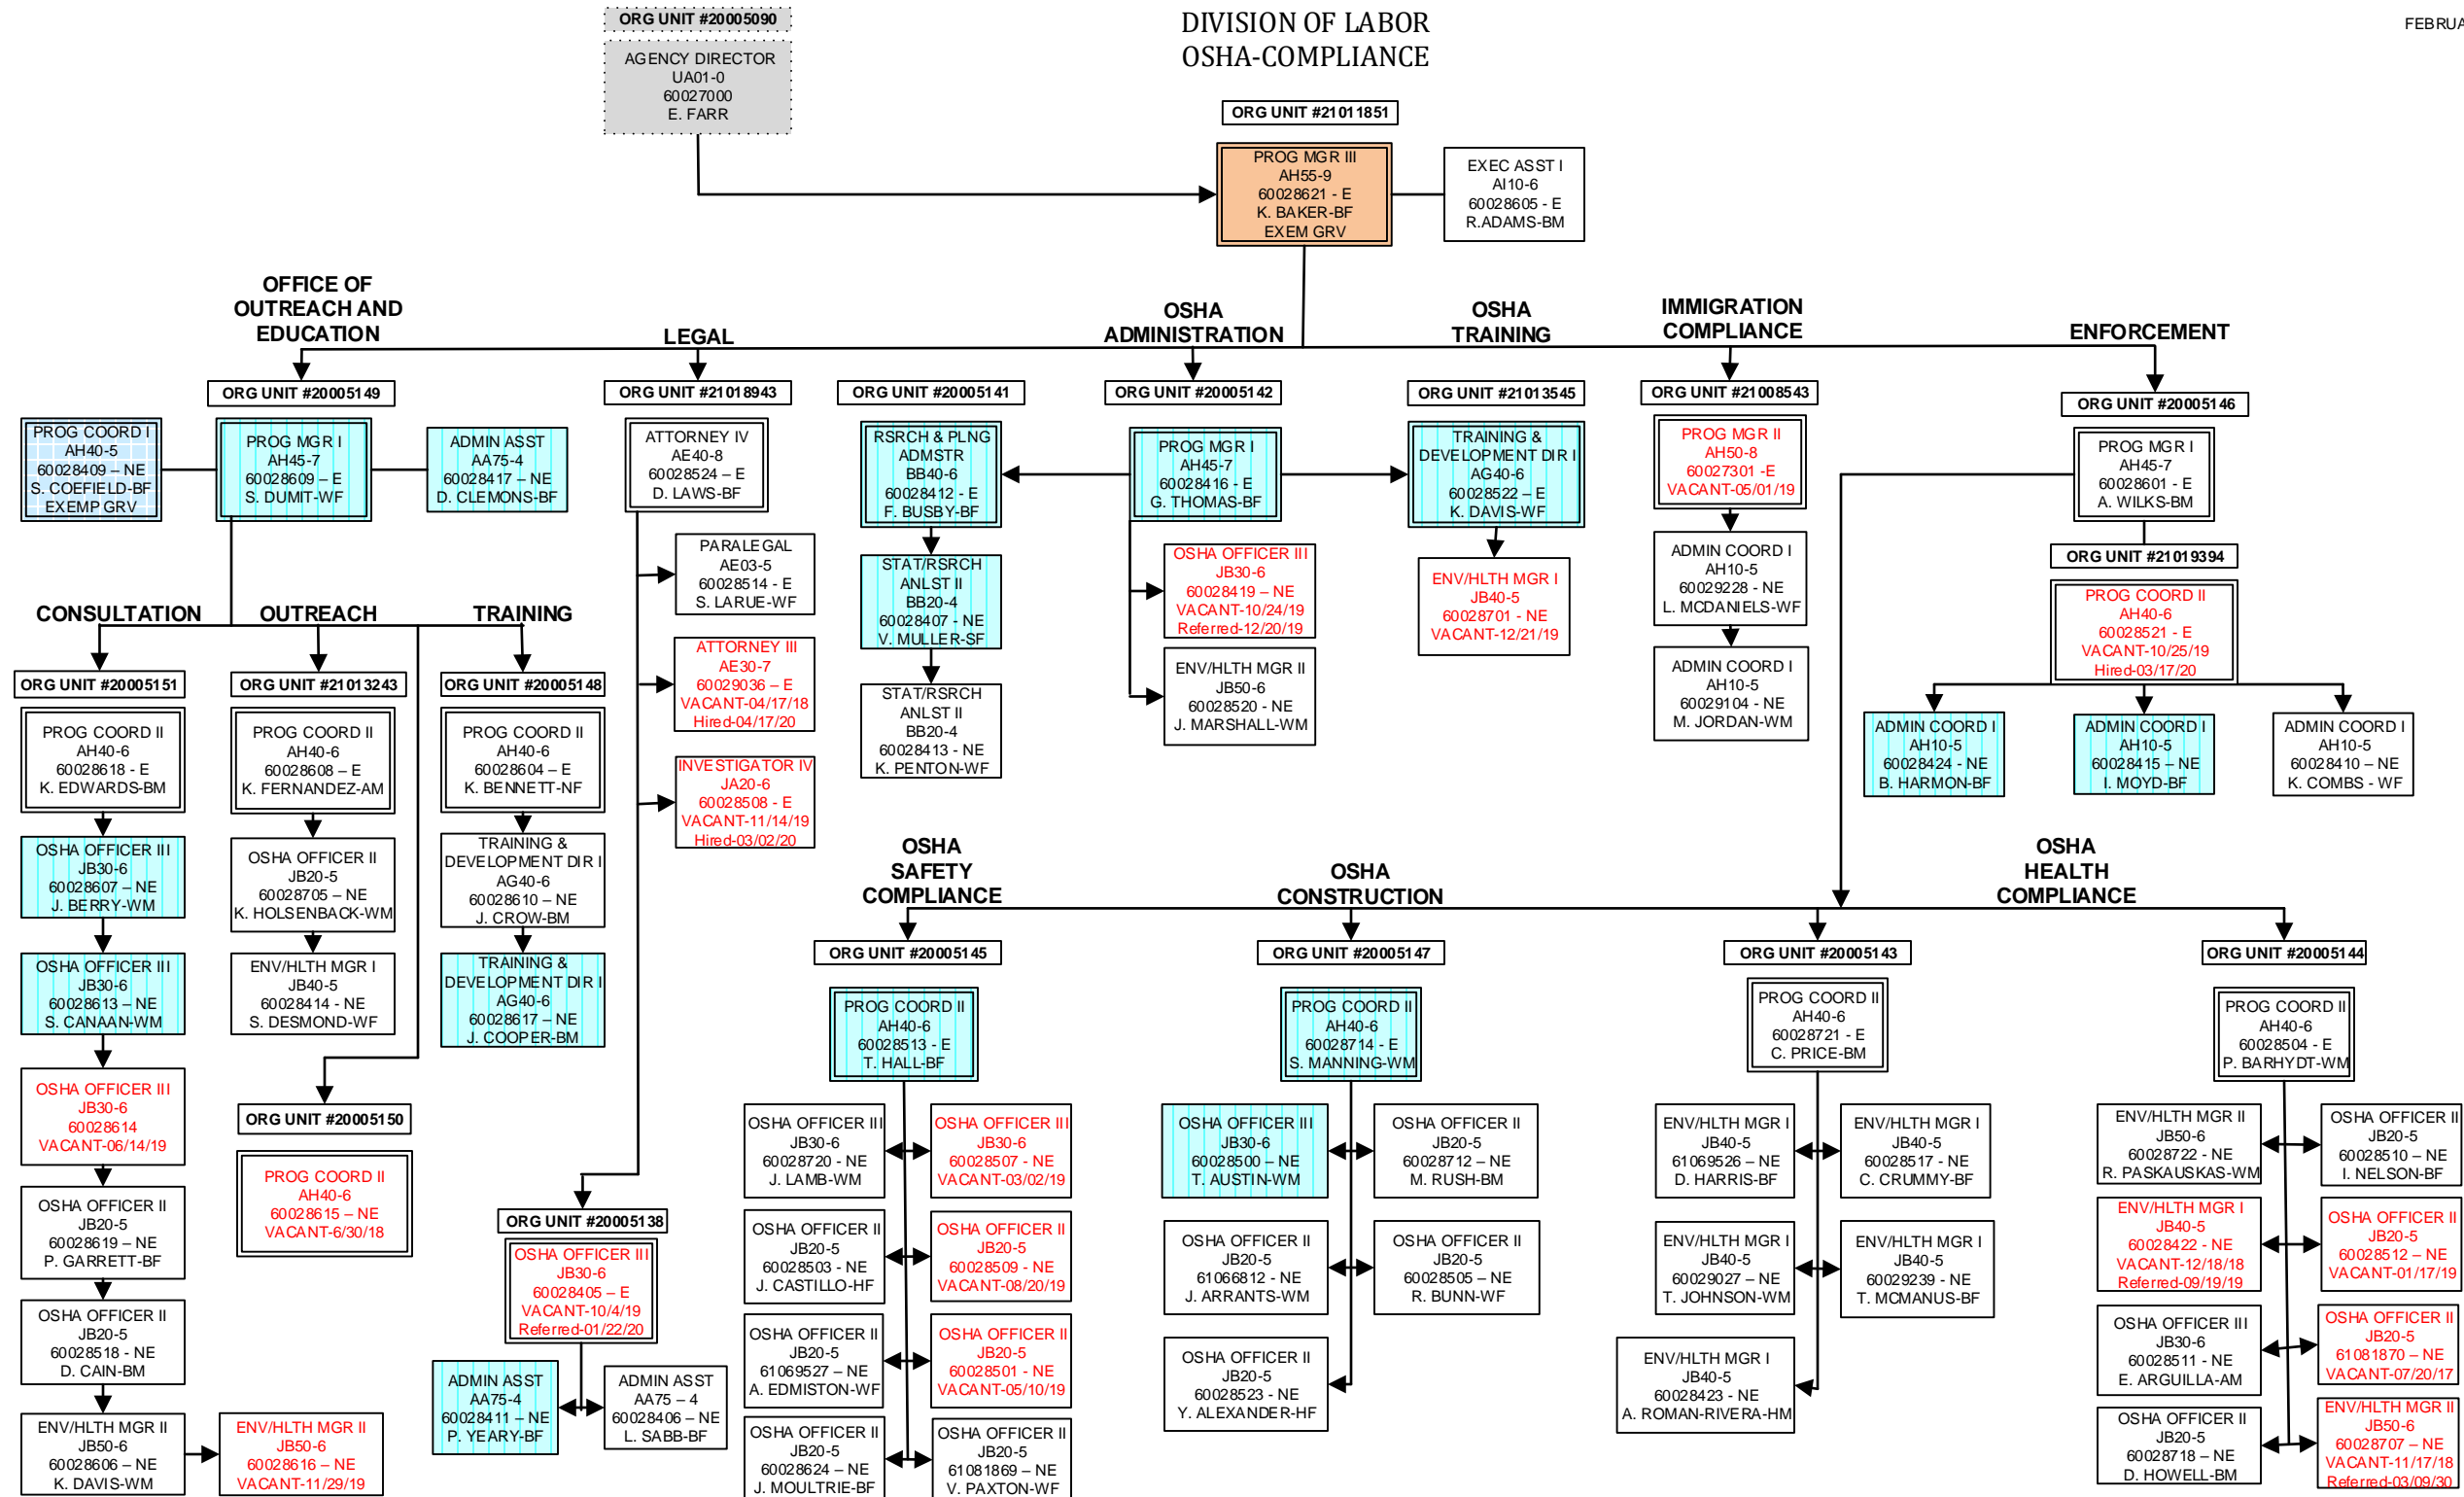 ORG UNIT #20005090
AGENCY DIRECTOR
UA01-0
60027000
E. FARR
DIVISION OF LABOR
OSHA-COMPLIANCE
FEBRUA
ORG UNIT #21011851
PROG MGR III
AH55-9
60028621 - E
K. BAKER-BF
EXEM GRV
EXEC ASST I
AI10-6
60028605 - E
R.ADAMS-BM
OFFICE OF
OUTREACH AND
EDUCATION
LEGAL
OSHA
ADMINISTRATION
OSHA
TRAINING
IMMIGRATION
COMPLIANCE
ENFORCEMENT
ORG UNIT #20005149
PROG COORD I
AH40-5
60028409 – NE
S. COEFIELD-BF
EXEMP GRV
PROG MGR I
AH45-7
60028609 – E
S. DUMIT-WF
ADMIN ASST
AA75-4
60028417 – NE
D. CLEMONS-BF
ORG UNIT #21018943
ATTORNEY IV
AE40-8
60028524 – E
D. LAWS-BF
PARALEGAL
AE03-5
60028514 - E
S. LARUE-WF
ATTORNEY III
AE30-7
60029036 – E
VACANT-04/17/18
Hired-04/17/20
INVESTIGATOR IV
JA20-6
60028508 - E
VACANT-11/14/19
Hired-03/02/20
ORG UNIT #20005141
RSRCH & PLNG
ADMSTR
BB40-6
60028412 - E
F. BUSBY-BF
STAT/RSRCH
ANLST II
BB20-4
60028407 - NE
V. MULLER-SF
STAT/RSRCH
ANLST II
BB20-4
60028413 - NE
K. PENTON-WF
ORG UNIT #20005142
PROG MGR I
AH45-7
60028416 - E
G. THOMAS-BF
OSHA OFFICER III
JB30-6
60028419 – NE
VACANT-10/24/19
Referred-12/20/19
ENV/HLTH MGR II
JB50-6
60028520 - NE
J. MARSHALL-WM
ORG UNIT #21013545
TRAINING &
DEVELOPMENT DIR I
AG40-6
60028522 – E
K. DAVIS-WF
ENV/HLTH MGR I
JB40-5
60028701 - NE
VACANT-12/21/19
ORG UNIT #21008543
PROG MGR II
AH50-8
60027301 -E
VACANT-05/01/19
ADMIN COORD I
AH10-5
60029228 - NE
L. MCDANIELS-WF
ADMIN COORD I
AH10-5
60029104 - NE
M. JORDAN-WM
ORG UNIT #20005146
PROG MGR I
AH45-7
60028601 - E
A. WILKS-BM
ORG UNIT #21019394
PROG COORD II
AH40-6
60028521 - E
VACANT-10/25/19
Hired-03/17/20
ADMIN COORD I
AH10-5
60028424 - NE
B. HARMON-BF
ADMIN COORD I
AH10-5
60028415 – NE
I. MOYD-BF
ADMIN COORD I
AH10-5
60028410 – NE
K. COMBS - WF
CONSULTATION
OUTREACH
TRAINING
ORG UNIT #20005151
PROG COORD II
AH40-6
60028618 - E
K. EDWARDS-BM
OSHA OFFICER III
JB30-6
60028607 – NE
J. BERRY-WM
OSHA OFFICER III
JB30-6
60028613 – NE
S. CANAAN-WM
OSHA OFFICER III
JB30-6
60028614
VACANT-06/14/19
OSHA OFFICER II
JB20-5
60028619 – NE
P. GARRETT-BF
OSHA OFFICER II
JB20-5
60028518 - NE
D. CAIN-BM
ENV/HLTH MGR II
JB50-6
60028606 – NE
K. DAVIS-WM
ENV/HLTH MGR II
JB50-6
60028616 – NE
VACANT-11/29/19
ORG UNIT #21013243
PROG COORD II
AH40-6
60028608 – E
K. FERNANDEZ-AM
OSHA OFFICER II
JB20-5
60028705 – NE
K. HOLSENBACK-WM
ENV/HLTH MGR I
JB40-5
60028414 - NE
S. DESMOND-WF
ORG UNIT #20005150
PROG COORD II
AH40-6
60028615 – NE
VACANT-6/30/18
ORG UNIT #20005148
PROG COORD II
AH40-6
60028604 – E
K. BENNETT-NF
TRAINING &
DEVELOPMENT DIR I
AG40-6
60028610 – NE
J. CROW-BM
TRAINING &
DEVELOPMENT DIR I
AG40-6
60028617 – NE
J. COOPER-BM
ORG UNIT #20005138
OSHA OFFICER III
JB30-6
60028405 – E
VACANT-10/4/19
Referred-01/22/20
ADMIN ASST
AA75-4
60028411 – NE
P. YEARY-BF
ADMIN ASST
AA75 – 4
60028406 – NE
L. SABB-BF
OSHA
SAFETY
COMPLIANCE
OSHA
CONSTRUCTION
OSHA
HEALTH
COMPLIANCE
ORG UNIT #20005145
PROG COORD II
AH40-6
60028513 - E
T. HALL-BF
OSHA OFFICER III
JB30-6
60028720 - NE
J. LAMB-WM
OSHA OFFICER III
JB30-6
60028507 - NE
VACANT-03/02/19
OSHA OFFICER II
JB20-5
60028503 - NE
J. CASTILLO-HF
OSHA OFFICER II
JB20-5
60028509 - NE
VACANT-08/20/19
OSHA OFFICER II
JB20-5
61069527 – NE
A. EDMISTON-WF
OSHA OFFICER II
JB20-5
60028501 - NE
VACANT-05/10/19
OSHA OFFICER II
JB20-5
60028624 – NE
J. MOULTRIE-BF
OSHA OFFICER II
JB20-5
61081869 – NE
V. PAXTON-WF
ORG UNIT #20005147
PROG COORD II
AH40-6
60028714 - E
S. MANNING-WM
OSHA OFFICER III
JB30-6
60028500 – NE
T. AUSTIN-WM
OSHA OFFICER II
JB20-5
60028712 – NE
M. RUSH-BM
OSHA OFFICER II
JB20-5
61066812 - NE
J. ARRANTS-WM
OSHA OFFICER II
JB20-5
60028505 – NE
R. BUNN-WF
OSHA OFFICER II
JB20-5
60028523 - NE
Y. ALEXANDER-HF
ORG UNIT #20005143
PROG COORD II
AH40-6
60028721 - E
C. PRICE-BM
ENV/HLTH MGR I
JB40-5
61069526 – NE
D. HARRIS-BF
ENV/HLTH MGR I
JB40-5
60028517 - NE
C. CRUMMY-BF
ENV/HLTH MGR I
JB40-5
60029027 – NE
T. JOHNSON-WM
ENV/HLTH MGR I
JB40-5
60029239 - NE
T. MCMANUS-BF
ENV/HLTH MGR I
JB40-5
60028423 - NE
A. ROMAN-RIVERA-HM
ORG UNIT #20005144
PROG COORD II
AH40-6
60028504 - E
P. BARHYDT-WM
ENV/HLTH MGR II
JB50-6
60028722 - NE
R. PASKAUSKAS-WM
OSHA OFFICER II
JB20-5
60028510 – NE
I. NELSON-BF
ENV/HLTH MGR I
JB40-5
60028422 - NE
VACANT-12/18/18
Referred-09/19/19
OSHA OFFICER II
JB20-5
60028512 – NE
VACANT-01/17/19
OSHA OFFICER III
JB30-6
60028511 - NE
E. ARGUILLA-AM
OSHA OFFICER II
JB20-5
61081870 – NE
VACANT-07/20/17
OSHA OFFICER II
JB20-5
60028718 – NE
D. HOWELL-BM
ENV/HLTH MGR II
JB50-6
60028707 – NE
VACANT-11/17/18
Referred-03/09/30